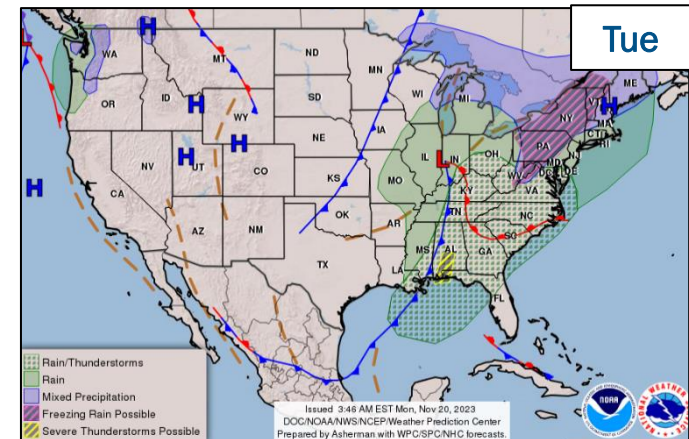 Tue
L
WA
H
MT
ND
MN
ME
OR
ID
H
WY
SD
WI
MI
VT
NY
H
MA
CT
RI
H
UT
H
NE
IA
IL
L
IN
OH
PA
NJ
MD
DE
DC
H
NV
CA
CO
KS
MO
KY
WV
VA
AZ
NM
OK
AR
TN
NC
SC
TX
LA
MS
AL
GA
FL
Rain/Thunderstorms
Rain
Mixed Precipitation
Freezing Rain Possible
Severe Thunderstorms Possible
Issued 3:46 AM EST Mon, Nov 20, 2023
DOC/NOAA/NWS/NCEP/Weather Prediction Center
Prepared by Asherman with WPC/SPC/NHC forecasts.
NOAA
NATIONAL WEATHER SERVICE